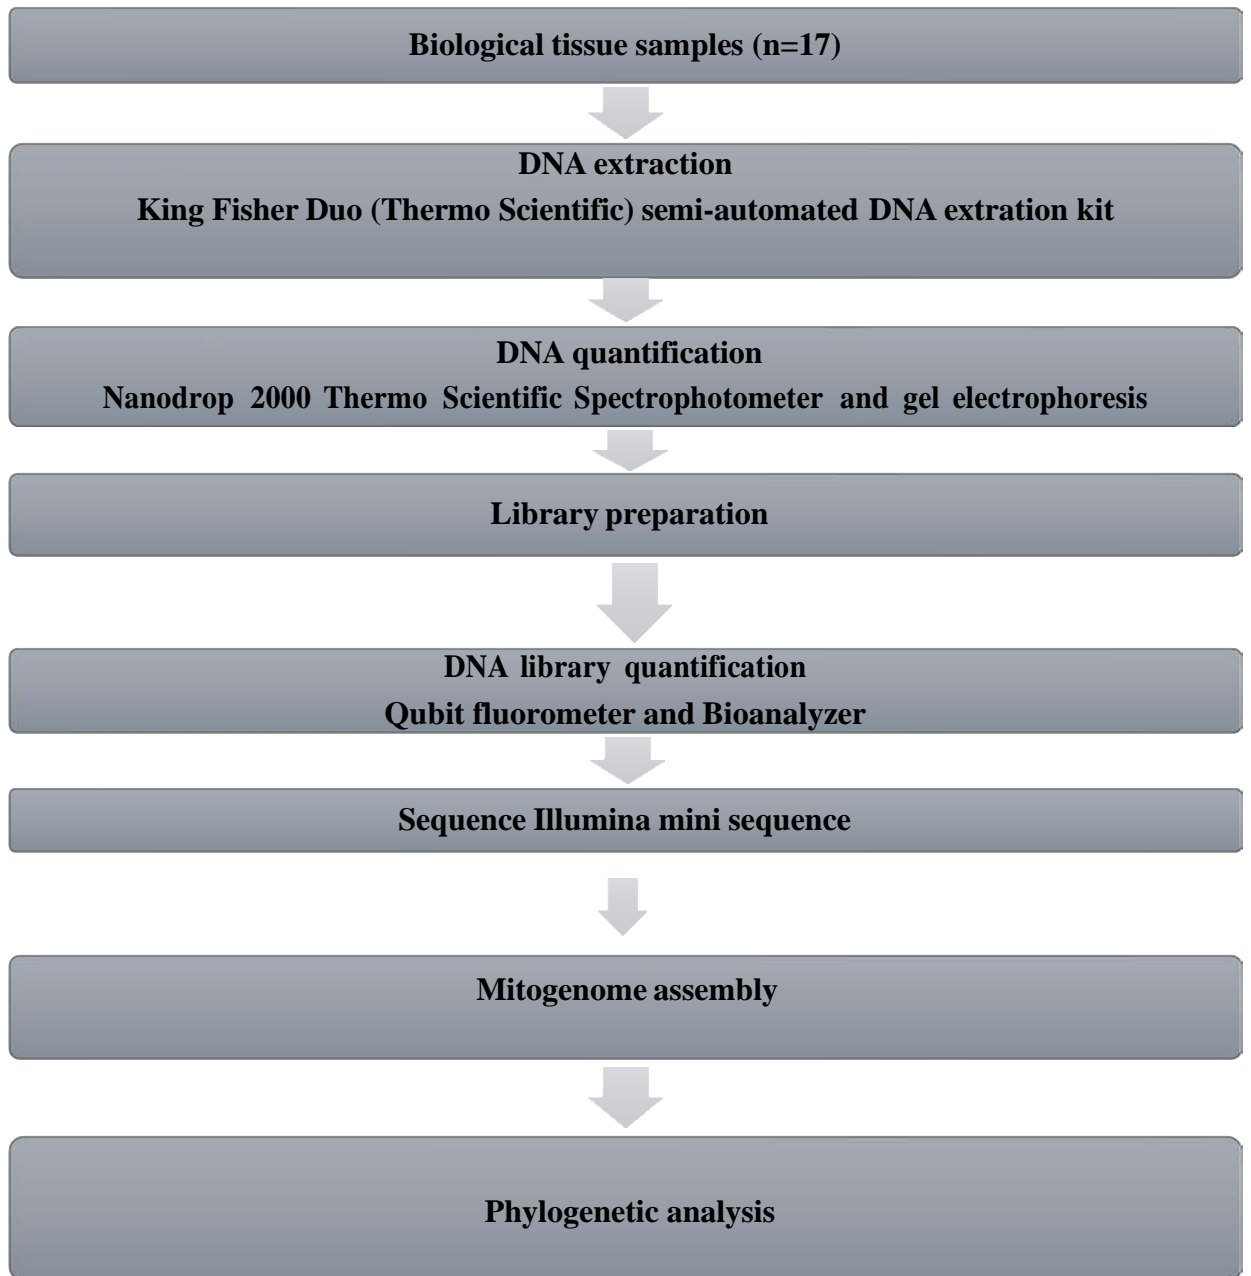 Biological tissue samples (n=17)
DNA extraction
King Fisher Duo (Thermo Scientific) semi-automated DNA extration kit
DNA quantification
Nanodrop 2000 Thermo Scientific Spectrophotometer and gel electrophoresis
Library preparation
DNA library quantification
Qubit fluorometer and Bioanalyzer
Sequence Illumina mini sequence
Mitogenome assembly
Phylogenetic analysis